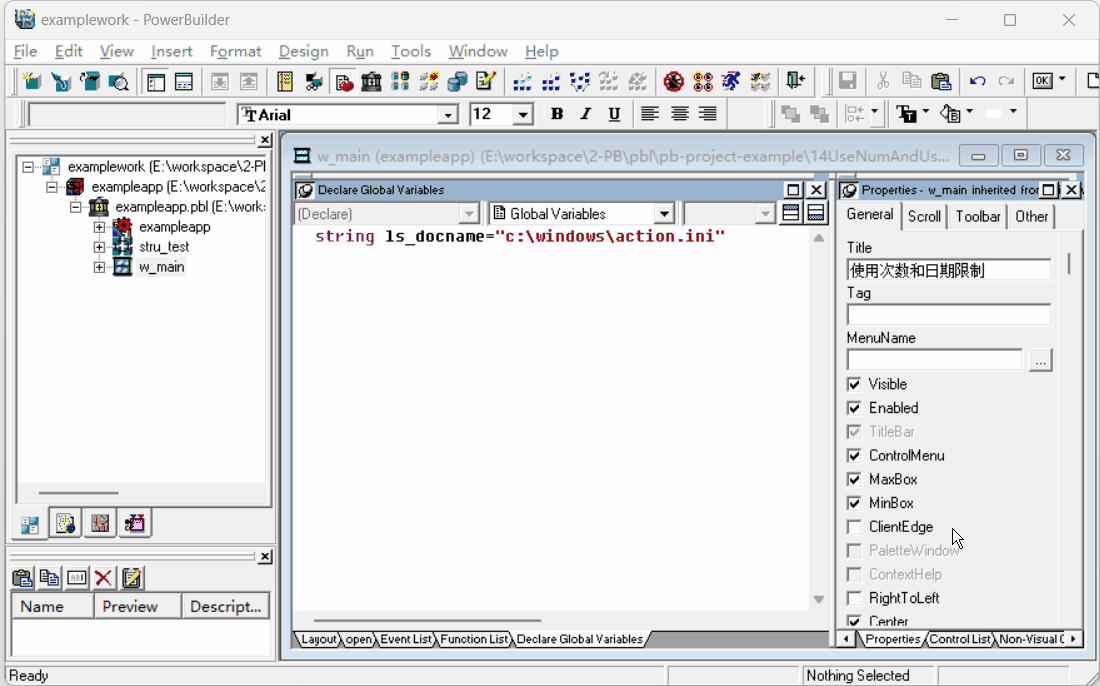 examplework - PowerBuilder
File Edit View Insert Format Design Run Tools Window Help
OK
Arial 12 B I U
examplework (E:\workspace\2-P
exampleapp (E:\workspace\2
exampleapp.pbl (E:\work
exampleapp
stru_test
w_main
Name Preview Descript...
w_main (exampleapp) (E:\workspace\2-PB\pbl\pb-project-example\14UseNumAndUs...
Declare Global Variables
(Declare) Global Variables
string ls_docname="c:\windows\action.ini"
Layout open Event List Function List Declare Global Variables
Properties - w_main inherited fro
General Scroll Toolbar Other
Title
使用次数和日期限制
Tag
MenuName
...
Visible
Enabled
TitleBar
ControlMenu
MaxBox
MinBox
ClientEdge
PaletteWindow
ContextHelp
RightToLeft
Center
Properties Control List Non-Visual
Ready Nothing Selected